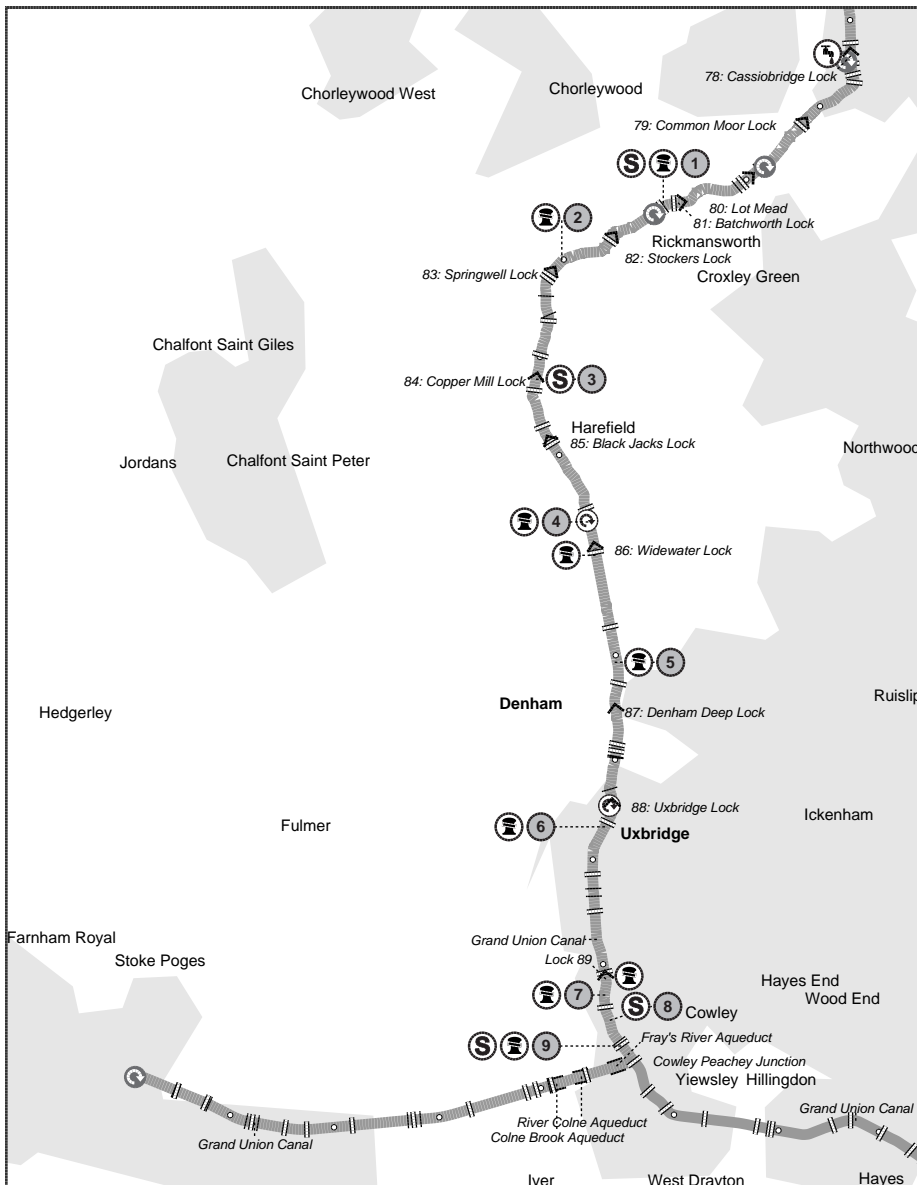 78: Cassiobridge Lock
Chorleywood West
Chorleywood
79: Common Moor Lock
S
1
80: Lot Mead
2
81: Batchworth Lock
Rickmansworth
82: Stockers Lock
83: Springwell Lock
Croxley Green
Chalfont Saint Giles
84: Copper Mill Lock
S
3
Harefield
85: Black Jacks Lock
Northwood
Jordans
Chalfont Saint Peter
4
86: Widewater Lock
5
Ruislip
Denham
Hedgerley
87: Denham Deep Lock
88: Uxbridge Lock
Ickenham
Fulmer
6
Uxbridge
Farnham Royal
Grand Union Canal
Stoke Poges
Lock 89
Hayes End
7
Wood End
S
8
Cowley
Fray's River Aqueduct
S
9
Cowley Peachey Junction
Yiewsley
Hillingdon
Grand Union Canal
River Colne Aqueduct
Grand Union Canal
Colne Brook Aqueduct
Iver
West Drayton
Hayes